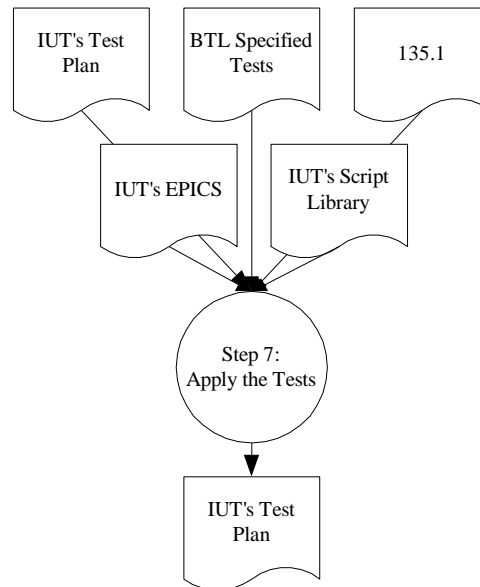 IUT's Test
Plan
BTL Specified
Tests
135.1
IUT's EPICS
IUT's Script
Library
Step 7:
Apply the Tests
IUT's Test
Plan